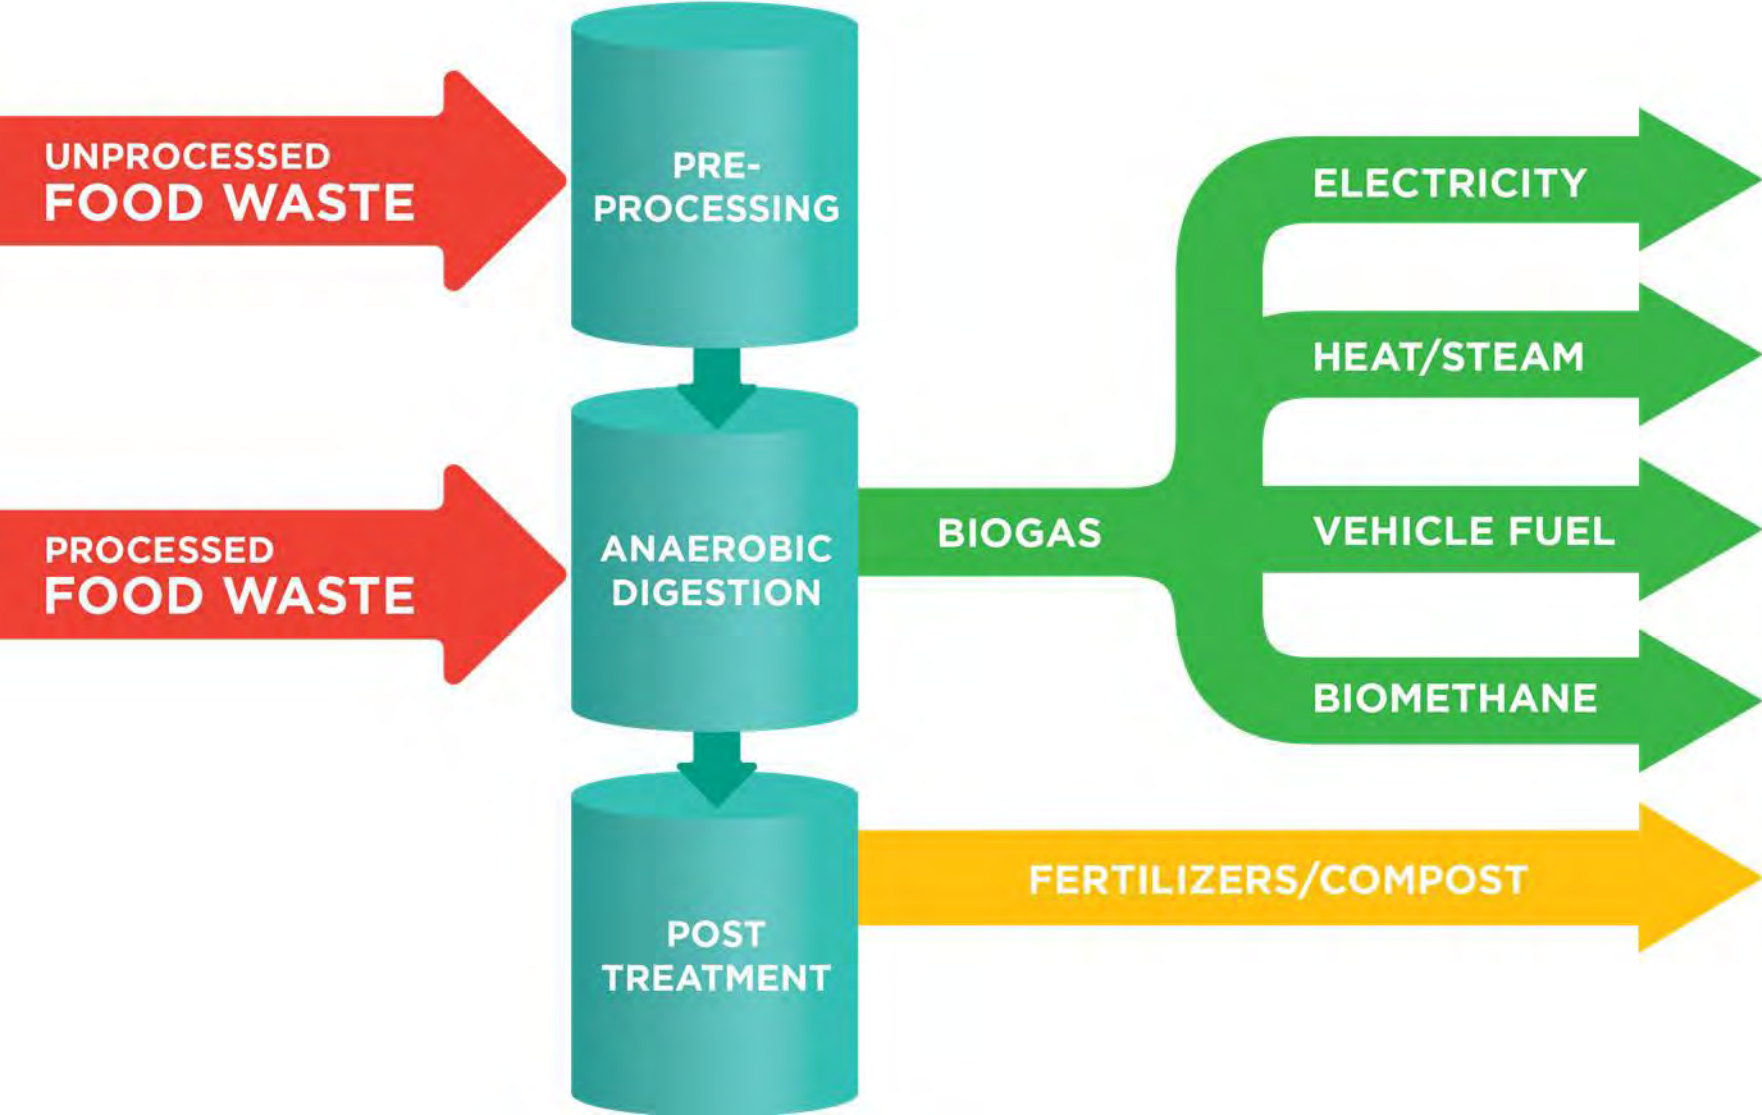 UNPROCESSED
FOOD WASTE
PRE-
PROCESSING
ELECTRICITY
HEAT/STEAM
PROCESSED
FOOD WASTE
ANAEROBIC
DIGESTION
BIOGAS
VEHICLE FUEL
BIOMETHANE
POST
TREATMENT
FERTILIZERS/COMPOST